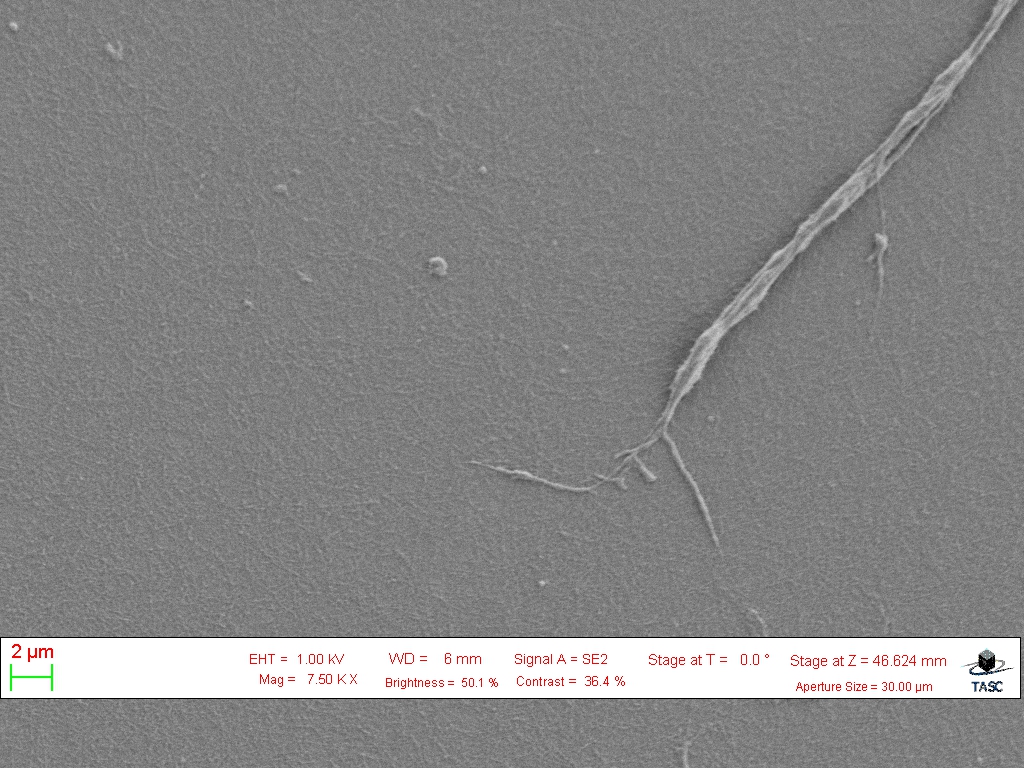 2 µm
EHT = 1.00 kV WD = 6 mm Signal A = SE2 Stage at T = 0.0 ° Stage at Z = 46.624 mm
Mag = 7.50 K X Brightness = 50.1 % Contrast = 36.4 % Aperture Size = 30.00 µm
TASC